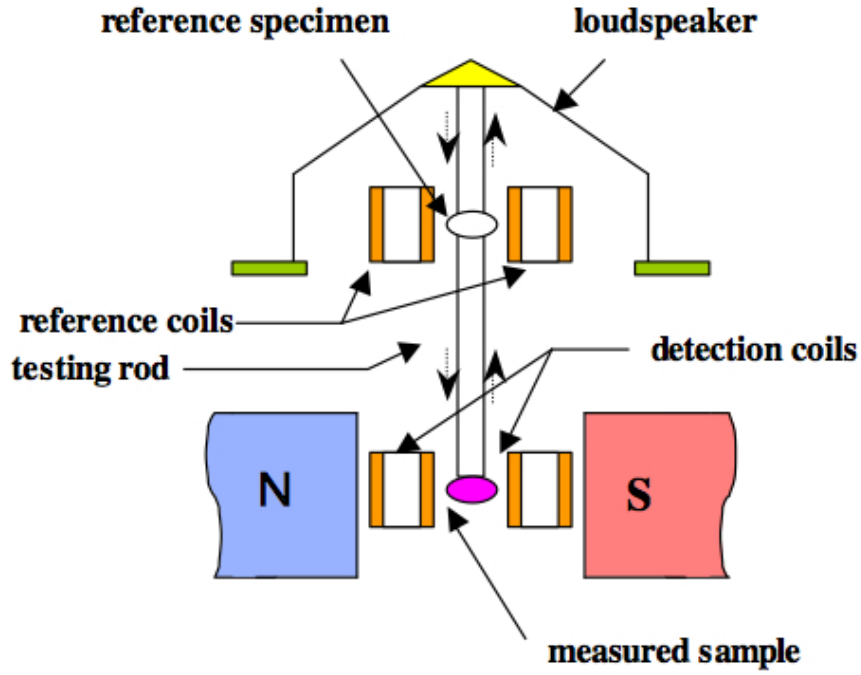 reference specimen
loudspeaker
reference coils
testing rod
detection coils
N
S
measured sample